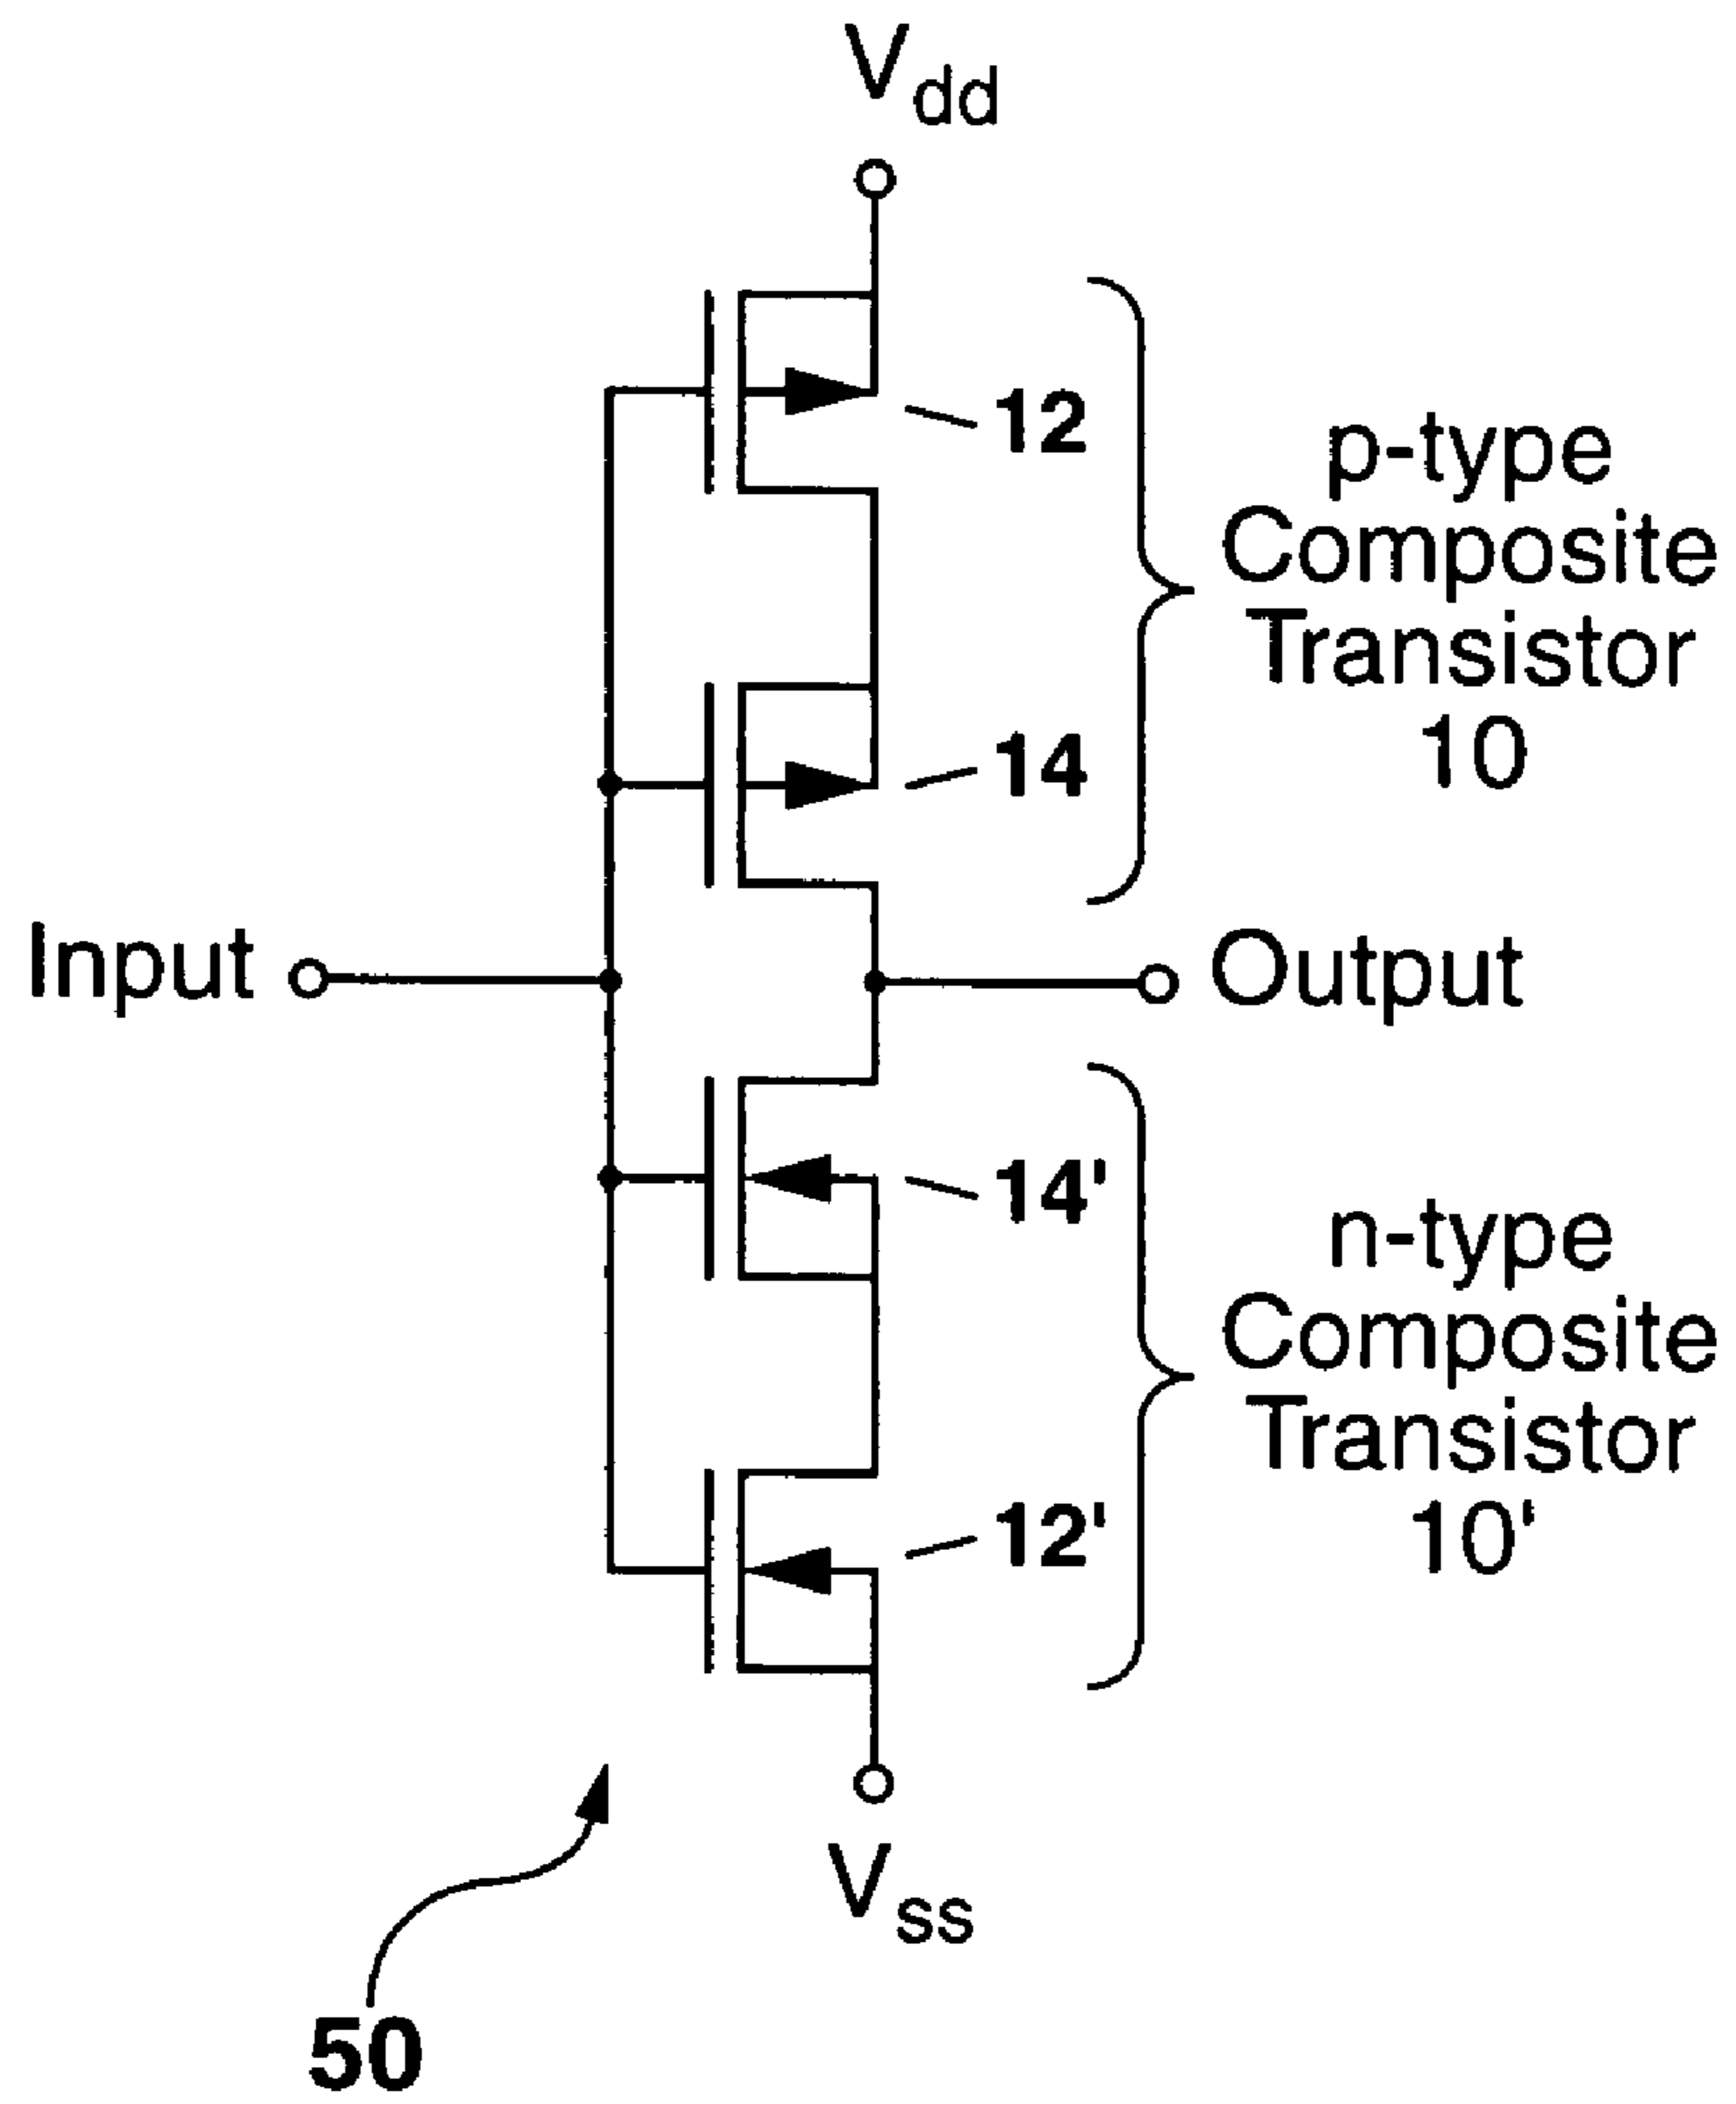 Vdd
12
p-type
Composite
Transistor
10
14
Input
Output
14'
n-type
Composite
Transistor
10'
12'
Vss
50